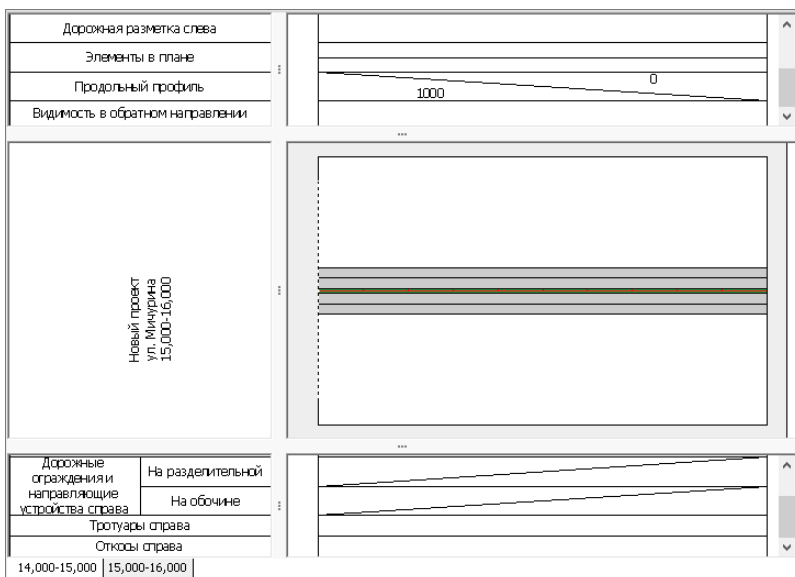 Дорожная разметка слева
Элементы в плане
Продольный профиль
0
1000
Видимость в обратном направлении
Новый проект
ул. Мичурина
15,000-16,000
Дорожные
ограждения и
направляющие
устройства справа
На разделительной
На обочине
Тротуары справа
Откосы справа
14,000-15,000 15,000-16,000